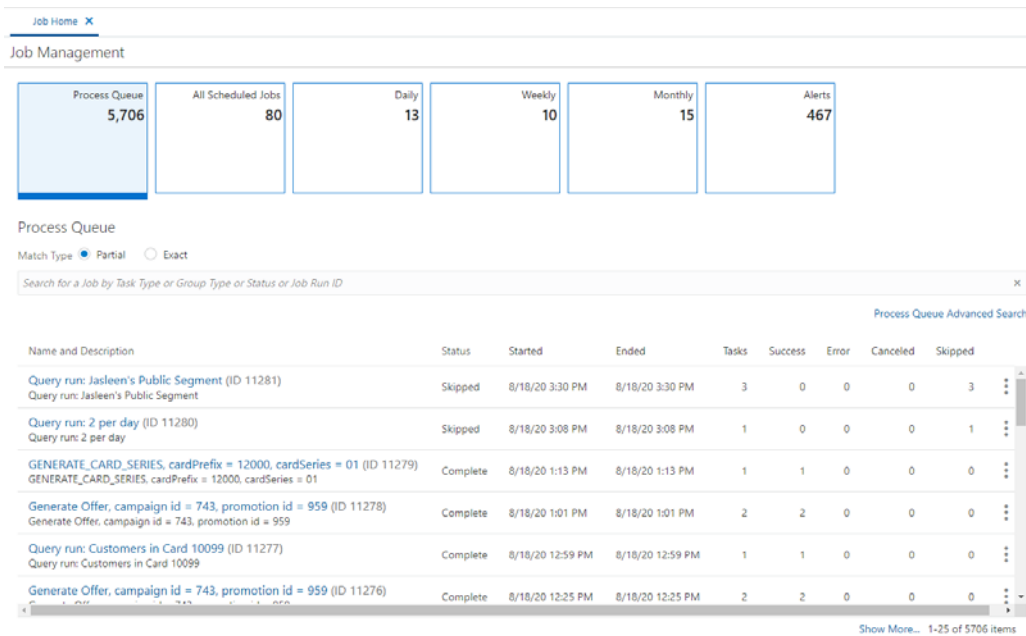 Job Home ✕
Job Management
Process Queue All Scheduled Jobs Daily Weekly Monthly Alerts
5,706 80 13 10 15 467
Process Queue
Match Type Partial Exact
Search for a Job by Task Type or Group Type or Status or Job Run ID ×
Process Queue Advanced Search
Name and Description Status Started Ended Tasks Success Error Canceled Skipped
Query run: Jasleen's Public Segment (ID 11281)
Query run: Jasleen's Public Segment
Skipped 8/18/20 3:30 PM 8/18/20 3:30 PM 3 0 0 0 3
Query run: 2 per day (ID 11280)
Query run: 2 per day
Skipped 8/18/20 3:08 PM 8/18/20 3:08 PM 1 0 0 0 1
GENERATE_CARD_SERIES, cardPrefix = 12000, cardSeries = 01 (ID 11279)
GENERATE_CARD_SERIES, cardPrefix = 12000, cardSeries = 01
Complete 8/18/20 1:13 PM 8/18/20 1:13 PM 1 1 0 0 0
Generate Offer, campaign id = 743, promotion id = 959 (ID 11278)
Generate Offer, campaign id = 743, promotion id = 959
Complete 8/18/20 1:01 PM 8/18/20 1:01 PM 2 2 0 0 0
Query run: Customers in Card 10099 (ID 11277)
Query run: Customers in Card 10099
Complete 8/18/20 12:59 PM 8/18/20 12:59 PM 1 1 0 0 0
Generate Offer, campaign id = 743, promotion id = 959 (ID 11276)
Complete 8/18/20 12:25 PM 8/18/20 12:25 PM 2 2 0 0 0
Show More... 1-25 of 5706 items